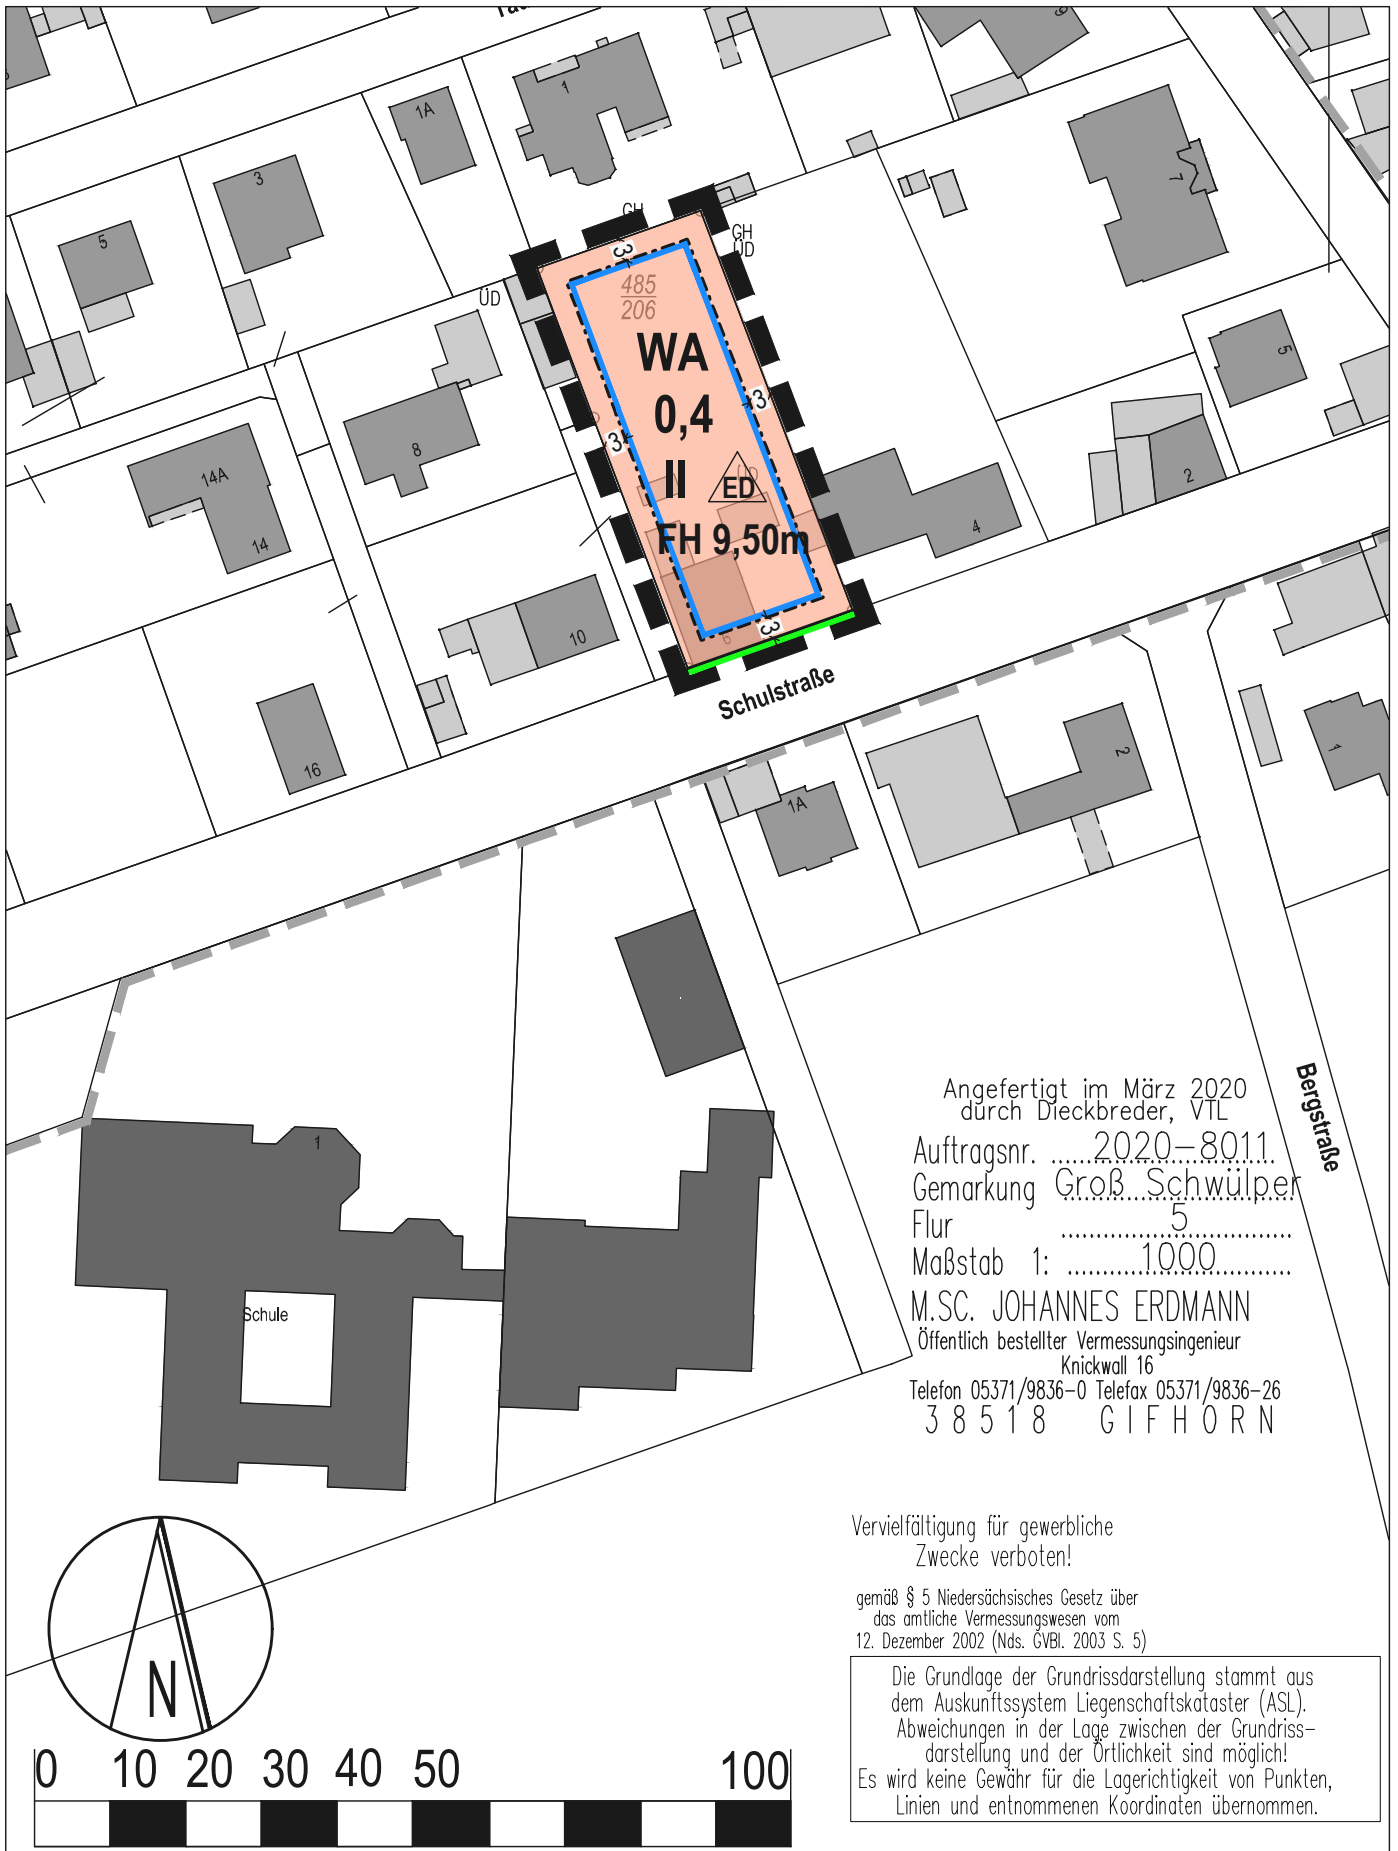 1
1A
3
5
9
7
GH
GH
ÜD
ÜD
3
485
206
WA
0,4
3
3
II
ED
ÜD
FH 9,50m
6
3
5
2
4
8
14A
14
10
16
Schulstraße
1A
2
1
Bergstraße
1
Schule
Angefertigt im März 2020
durch Dieckbreder, VTL
Auftragsnr. 2020-8011
Gemarkung Groß Schwülper
Flur 5
Maßstab 1: 1000
M.SC. JOHANNES ERDMANN
Öffentlich bestellter Vermessungsingenieur
Knickwall 16
Telefon 05371/9836-0 Telefax 05371/9836-26
38518 GIFHORN
Vervielfältigung für gewerbliche
Zwecke verboten!
gemäß § 5 Niedersächsisches Gesetz über
das amtliche Vermessungswesen vom
12. Dezember 2002 (Nds. GVBl. 2003 S. 5)
Die Grundlage der Grundrissdarstellung stammt aus
dem Auskunftssystem Liegenschaftskataster (ASL).
Abweichungen in der Lage zwischen der Grundriss-
darstellung und der Örtlichkeit sind möglich!
Es wird keine Gewähr für die Lagerichtigkeit von Punkten,
Linien und entnommenen Koordinaten übernommen.
N
0 10 20 30 40 50 100